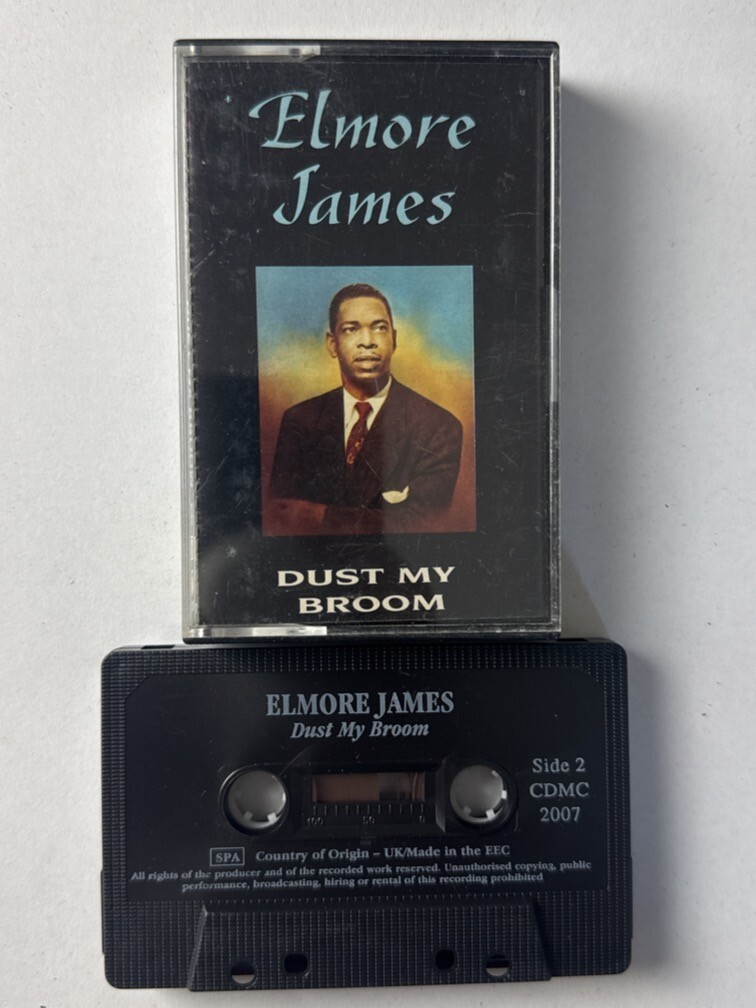 Elmore
James
DUST MY
BROOM
ELMORE JAMES
Dust My Broom
Side 2
CDMC
2007
100 50 0
SPA Country of Origin – UK/Made in the EEC
All rights of the producer and of the recorded work reserved. Unauthorised copying, public
performance, broadcasting, hiring or rental of this recording prohibited